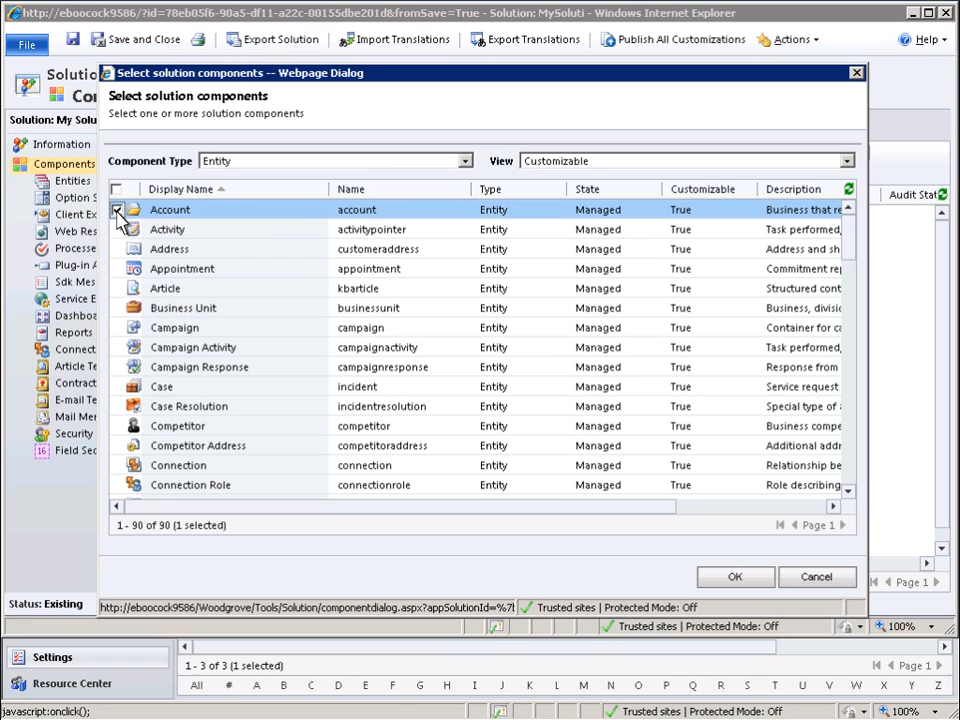 http://eboocock9586/?id=78eb05f6-90a5-df11-a22c-00155dbe201d&fromSave=True - Solution: MySoluti - Windows Internet Explorer
File Save and Close Export Solution Import Translations Export Translations Publish All Customizations Actions Help
Solutio
Co
Solution: My Solu
Information
Components
Entities
Option S
Client Ex
Web Res
Processe
Plug-in A
Sdk Mes
Service E
Dashboa
Reports
Connect
Article Te
Contract
E-mail Te
Mail Mer
Security
16 Field Sec
Status: Existing
Select solution components -- Webpage Dialog
Select solution components
Select one or more solution components
Component Type Entity View Customizable
Display Name Name Type State Customizable Description
Account account Entity Managed True Business that re
Activity activitypointer Entity Managed True Task performed,
Address customeraddress Entity Managed True Address and sh
Appointment appointment Entity Managed True Commitment rep
Article kbarticle Entity Managed True Structured cont
Business Unit businessunit Entity Managed True Business, divisio
Campaign campaign Entity Managed True Container for ca
Campaign Activity campaignactivity Entity Managed True Task performed,
Campaign Response campaignresponse Entity Managed True Response from
Case incident Entity Managed True Service request
Case Resolution incidentresolution Entity Managed True Special type of
Competitor competitor Entity Managed True Business compe
Competitor Address competitoraddress Entity Managed True Additional addr
Connection connection Entity Managed True Relationship be
Connection Role connectionrole Entity Managed True Role describing
1 - 90 of 90 (1 selected) Page 1
OK Cancel
http://eboocock9586/Woodgrove/Tools/Solution/componentdialog.aspx?appSolutionId=%7b Trusted sites | Protected Mode: Off
Audit Stat
Page 1
Trusted sites | Protected Mode: Off 100%
Settings
Resource Center
1 - 3 of 3 (1 selected) Page 1
All # A B C D E F G H I J K L M N O P Q R S T U V W X Y Z
javascript:onclick(); Trusted sites | Protected Mode: Off 100%